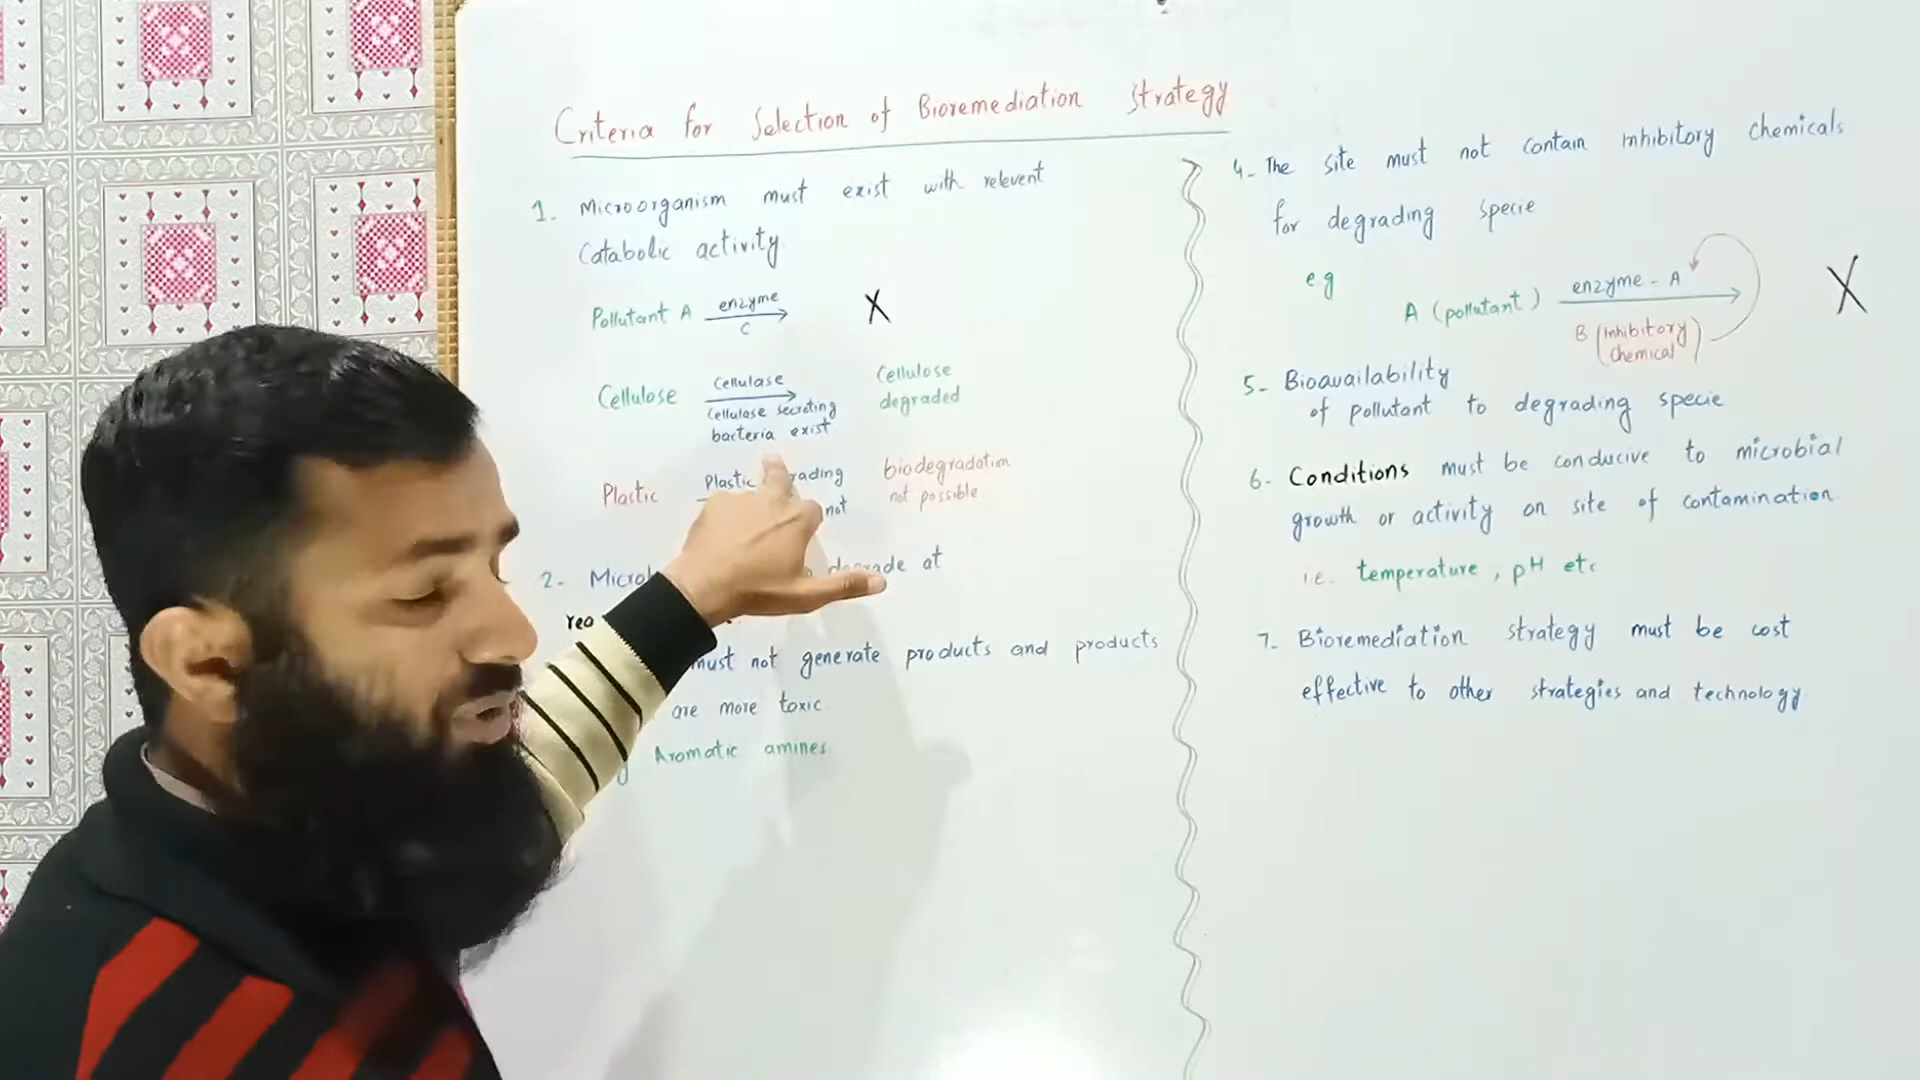 Criteria for Selection of Bioremediation Strategy
1. Microorganism must exist with relevent
Catabolic activity
Pollutant A enzyme X
C
Cellulose Cellulase Cellulose
Cellulose secreting degraded
bacteria exist
Plastic Plastic biodegradation
not not possible
2- degrade at
must not generate products and products
are more toxic
Aromatic amines
4- The site must not contain inhibitory chemicals
for degrading specie
e.g
A (pollutant) enzyme - A X
B (inhibitory
chemical)
5- Bioavailability
of pollutant to degrading specie
6- Conditions must be conducive to microbial
growth or activity on site of contamination
i.e. temperature, pH etc
7- Bioremediation strategy must be cost
effective to other strategies and technology